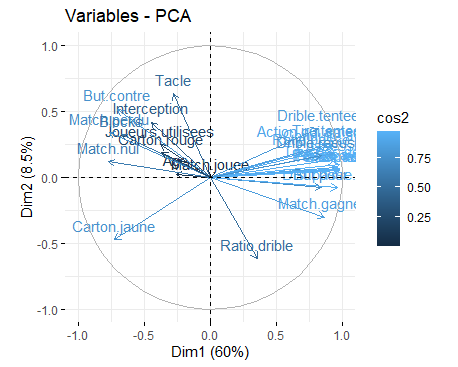 Variables - PCA
Dim2 (8.5%)
1.0
0.5
0.0
-0.5
-1.0
Tacle
But.contre
Interception
Match.perdu
Joueurs.utilisees
Carton.rouge
Match.nul
Match.jouee
Drible.tentee
Match.gagne
Carton.jaune
Ratio.drible
-1.0
-0.5
0.0
0.5
1.0
Dim1 (60%)
cos2
0.75
0.50
0.25